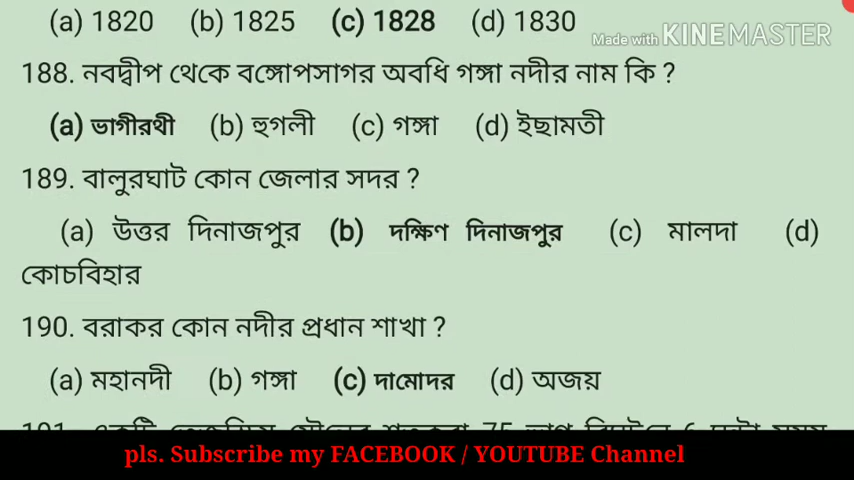 (a) 1820 (b) 1825 (c) 1828 (d) 1830
Made with KINEMASTER
188. নবদ্বীপ থেকে বঙ্গোপসাগর অবধি গঙ্গা নদীর নাম কি ?
(a) ভাগীরথী (b) হুগলী (c) গঙ্গা (d) ইছামতী
189. বালুরঘাট কোন জেলার সদর ?
(a) উত্তর দিনাজপুর (b) দক্ষিণ দিনাজপুর (c) মালদা (d)
কোচবিহার
190. বরাকর কোন নদীর প্রধান শাখা ?
(a) মহানদী (b) গঙ্গা (c) দামোদর (d) অজয়
pls. Subscribe my FACEBOOK / YOUTUBE Channel